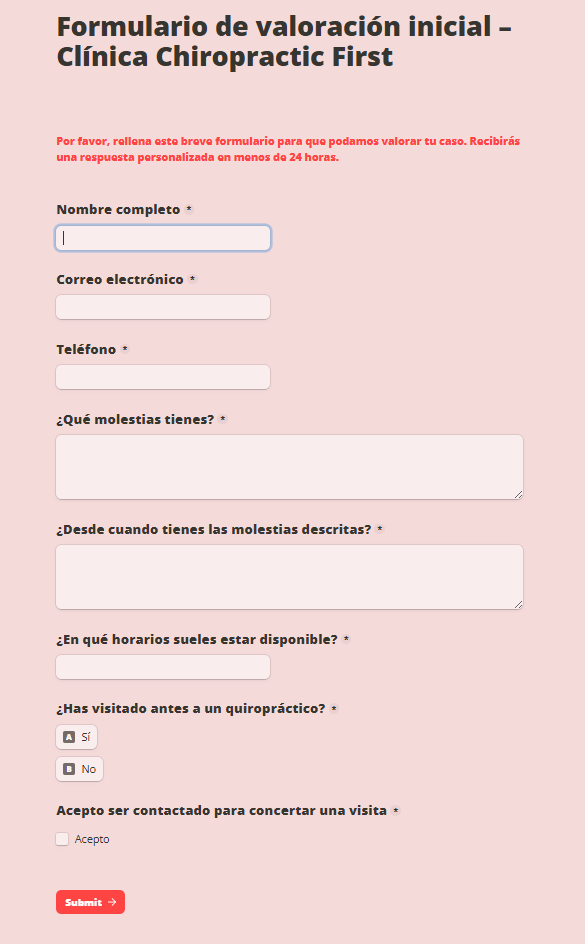 Formulario de valoración inicial –
Clínica Chiropractic First
Por favor, rellena este breve formulario para que podamos valorar tu caso. Recibirás
una respuesta personalizada en menos de 24 horas.
Nombre completo *
Correo electrónico *
Teléfono *
¿Qué molestias tienes? *
¿Desde cuando tienes las molestias descritas? *
¿En qué horarios sueles estar disponible? *
¿Has visitado antes a un quiropráctico? *
A Sí
B No
Acepto ser contactado para concertar una visita *
Acepto
Submit →